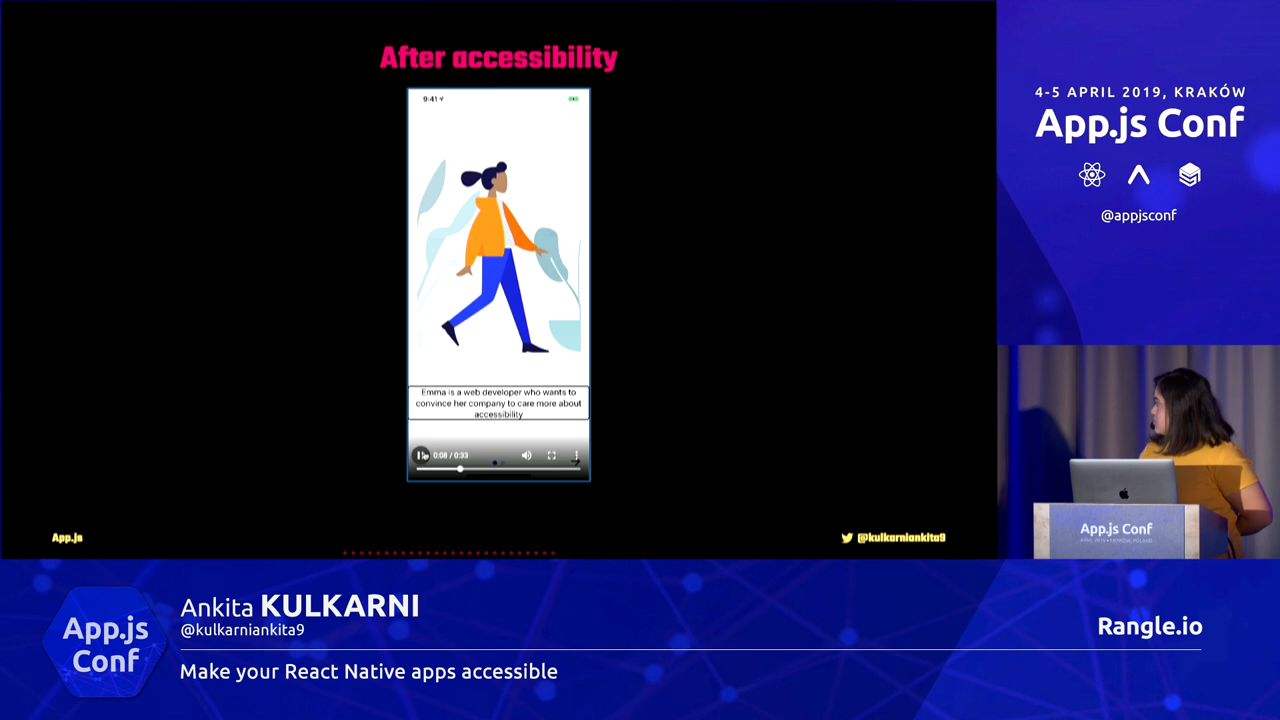 After accessibility
9:41
Emma is a web developer who wants to
convince her company to care more about
accessibility
0:08 / 0:33
App.js
@kulkarniankita9
4-5 APRIL 2019, KRAKÓW
App.js Conf
@appjsconf
App.js Conf
App.js
Conf
Ankita KULKARNI
@kulkarniankita9
Make your React Native apps accessible
Rangle.io